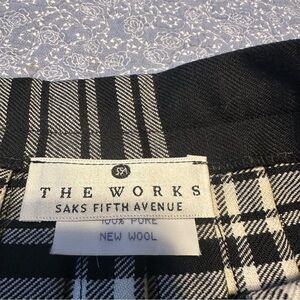 SFA
THE WORKS
SAKS FIFTH AVENUE
100% PURE
NEW WOOL